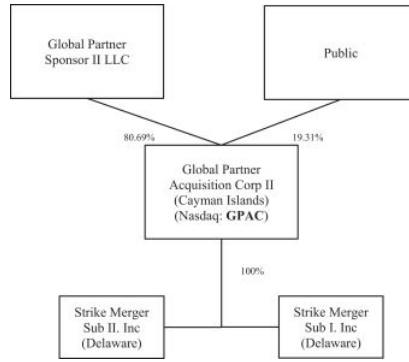 Global Partner
Sponsor II LLC
Public
80.69%
19.31%
Global Partner
Acquisition Corp II
(Cayman Islands)
(Nasdaq: GPAC)
100%
Strike Merger
Sub II. Inc
(Delaware)
Strike Merger
Sub I. Inc
(Delaware)